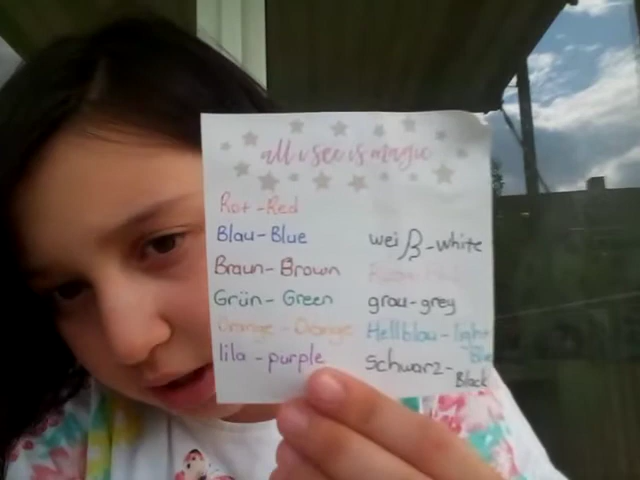 all i see is magic
Rot - Red
Blau - Blue
Braun - Brown
Grün - Green
Orange - Orange
lila - purple
weiß - white
grau - grey
Hellblau - light
Blue
schwarz -
Black